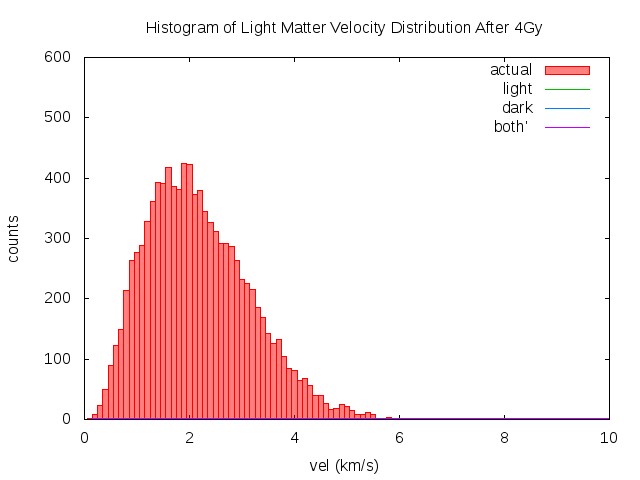 Histogram of Light Matter Velocity Distribution After 4Gy
600
500
400
300
200
100
0
counts
actual
light
dark
both'
0 2 4 6 8 10
vel (km/s)